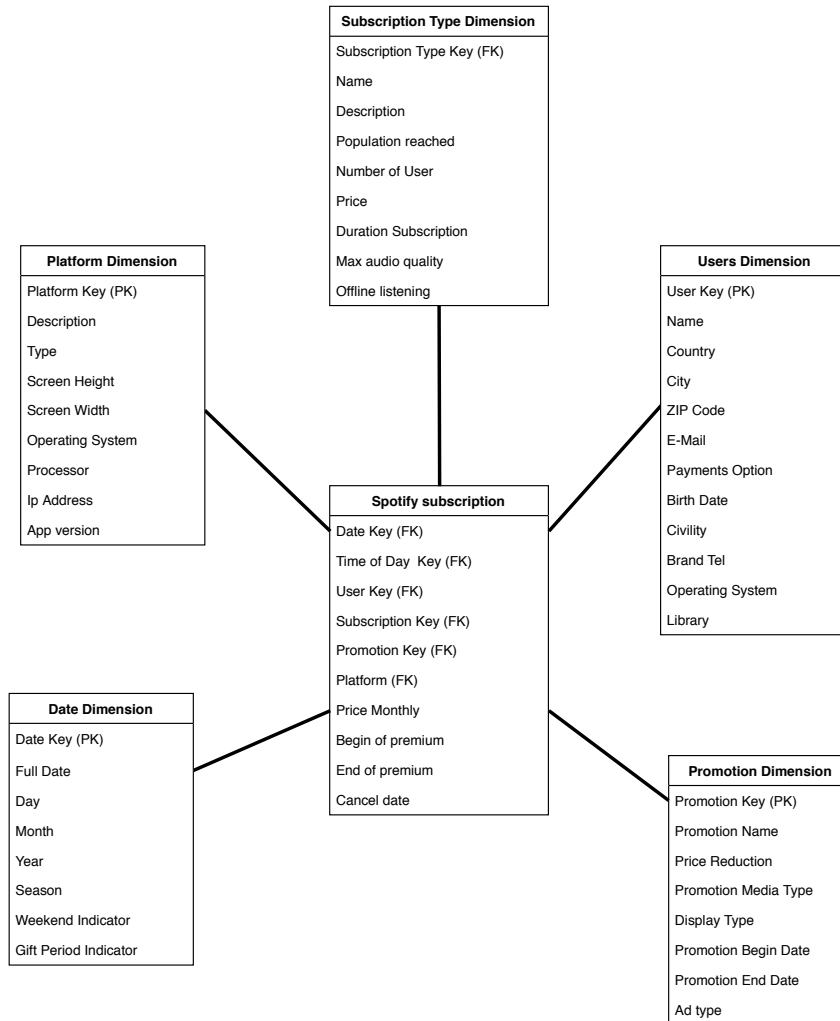 Subscription Type Dimension
Subscription Type Key (FK)
Name
Description
Population reached
Number of User
Price
Duration Subscription
Max audio quality
Offline listening
Platform Dimension
Platform Key (PK)
Description
Type
Screen Height
Screen Width
Operating System
Processor
Ip Address
App version
Users Dimension
User Key (PK)
Name
Country
City
ZIP Code
E-Mail
Payments Option
Birth Date
Civility
Brand Tel
Operating System
Library
Spotify subscription
Date Key (FK)
Time of Day Key (FK)
User Key (FK)
Subscription Key (FK)
Promotion Key (FK)
Platform (FK)
Price Monthly
Begin of premium
End of premium
Cancel date
Date Dimension
Date Key (PK)
Full Date
Day
Month
Year
Season
Weekend Indicator
Gift Period Indicator
Promotion Dimension
Promotion Key (PK)
Promotion Name
Price Reduction
Promotion Media Type
Display Type
Promotion Begin Date
Promotion End Date
Ad type